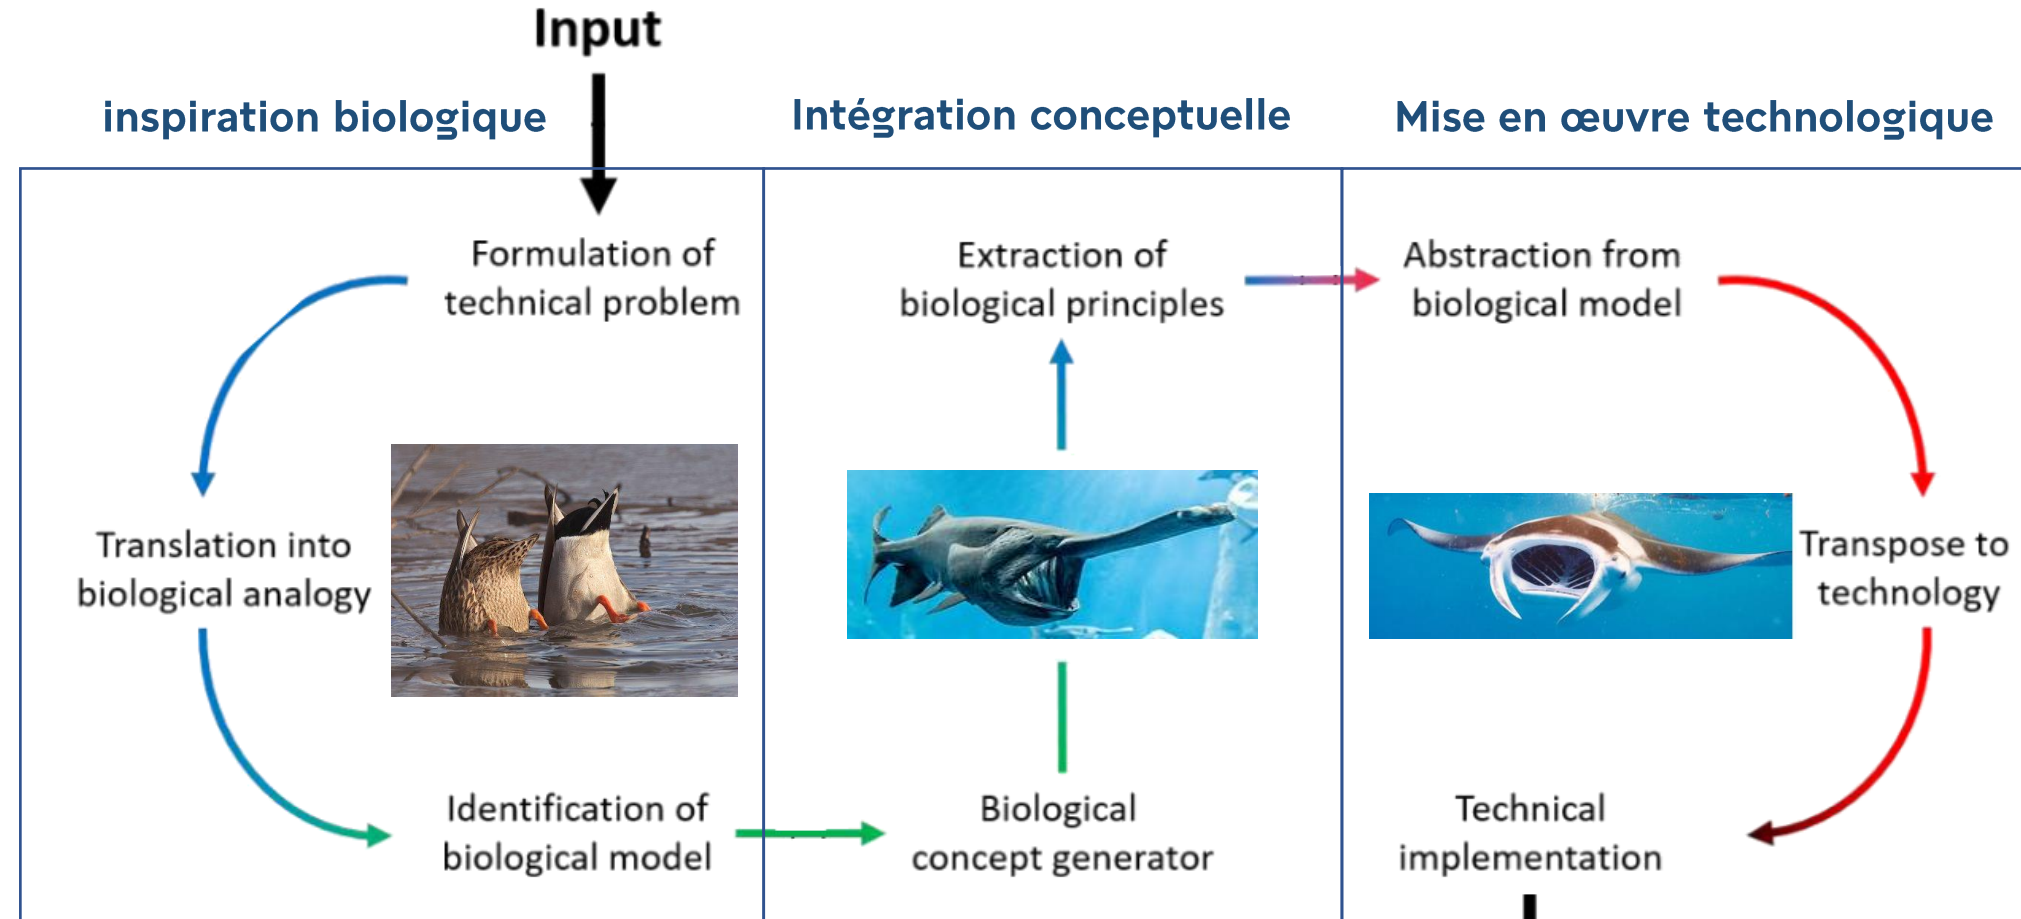 Input
inspiration biologique
Intégration conceptuelle
Mise en œuvre technologique
Formulation of
technical problem
Translation into
biological analogy
Identification of
biological model
Extraction of
biological principles
Biological
concept generator
Abstraction from
biological model
Transpose to
technology
Technical
implementation